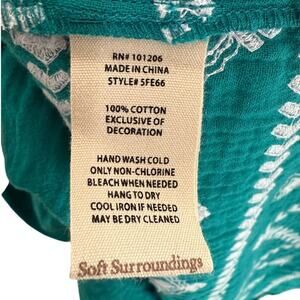 RN# 101206
MADE IN CHINA
STYLE# 5FE66
100% COTTON
EXCLUSIVE OF
DECORATION
HAND WASH COLD
ONLY NON-CHLORINE
BLEACH WHEN NEEDED
HANG TO DRY
COOL IRON IF NEEDED
MAY BE DRY CLEANED
Soft Surroundings